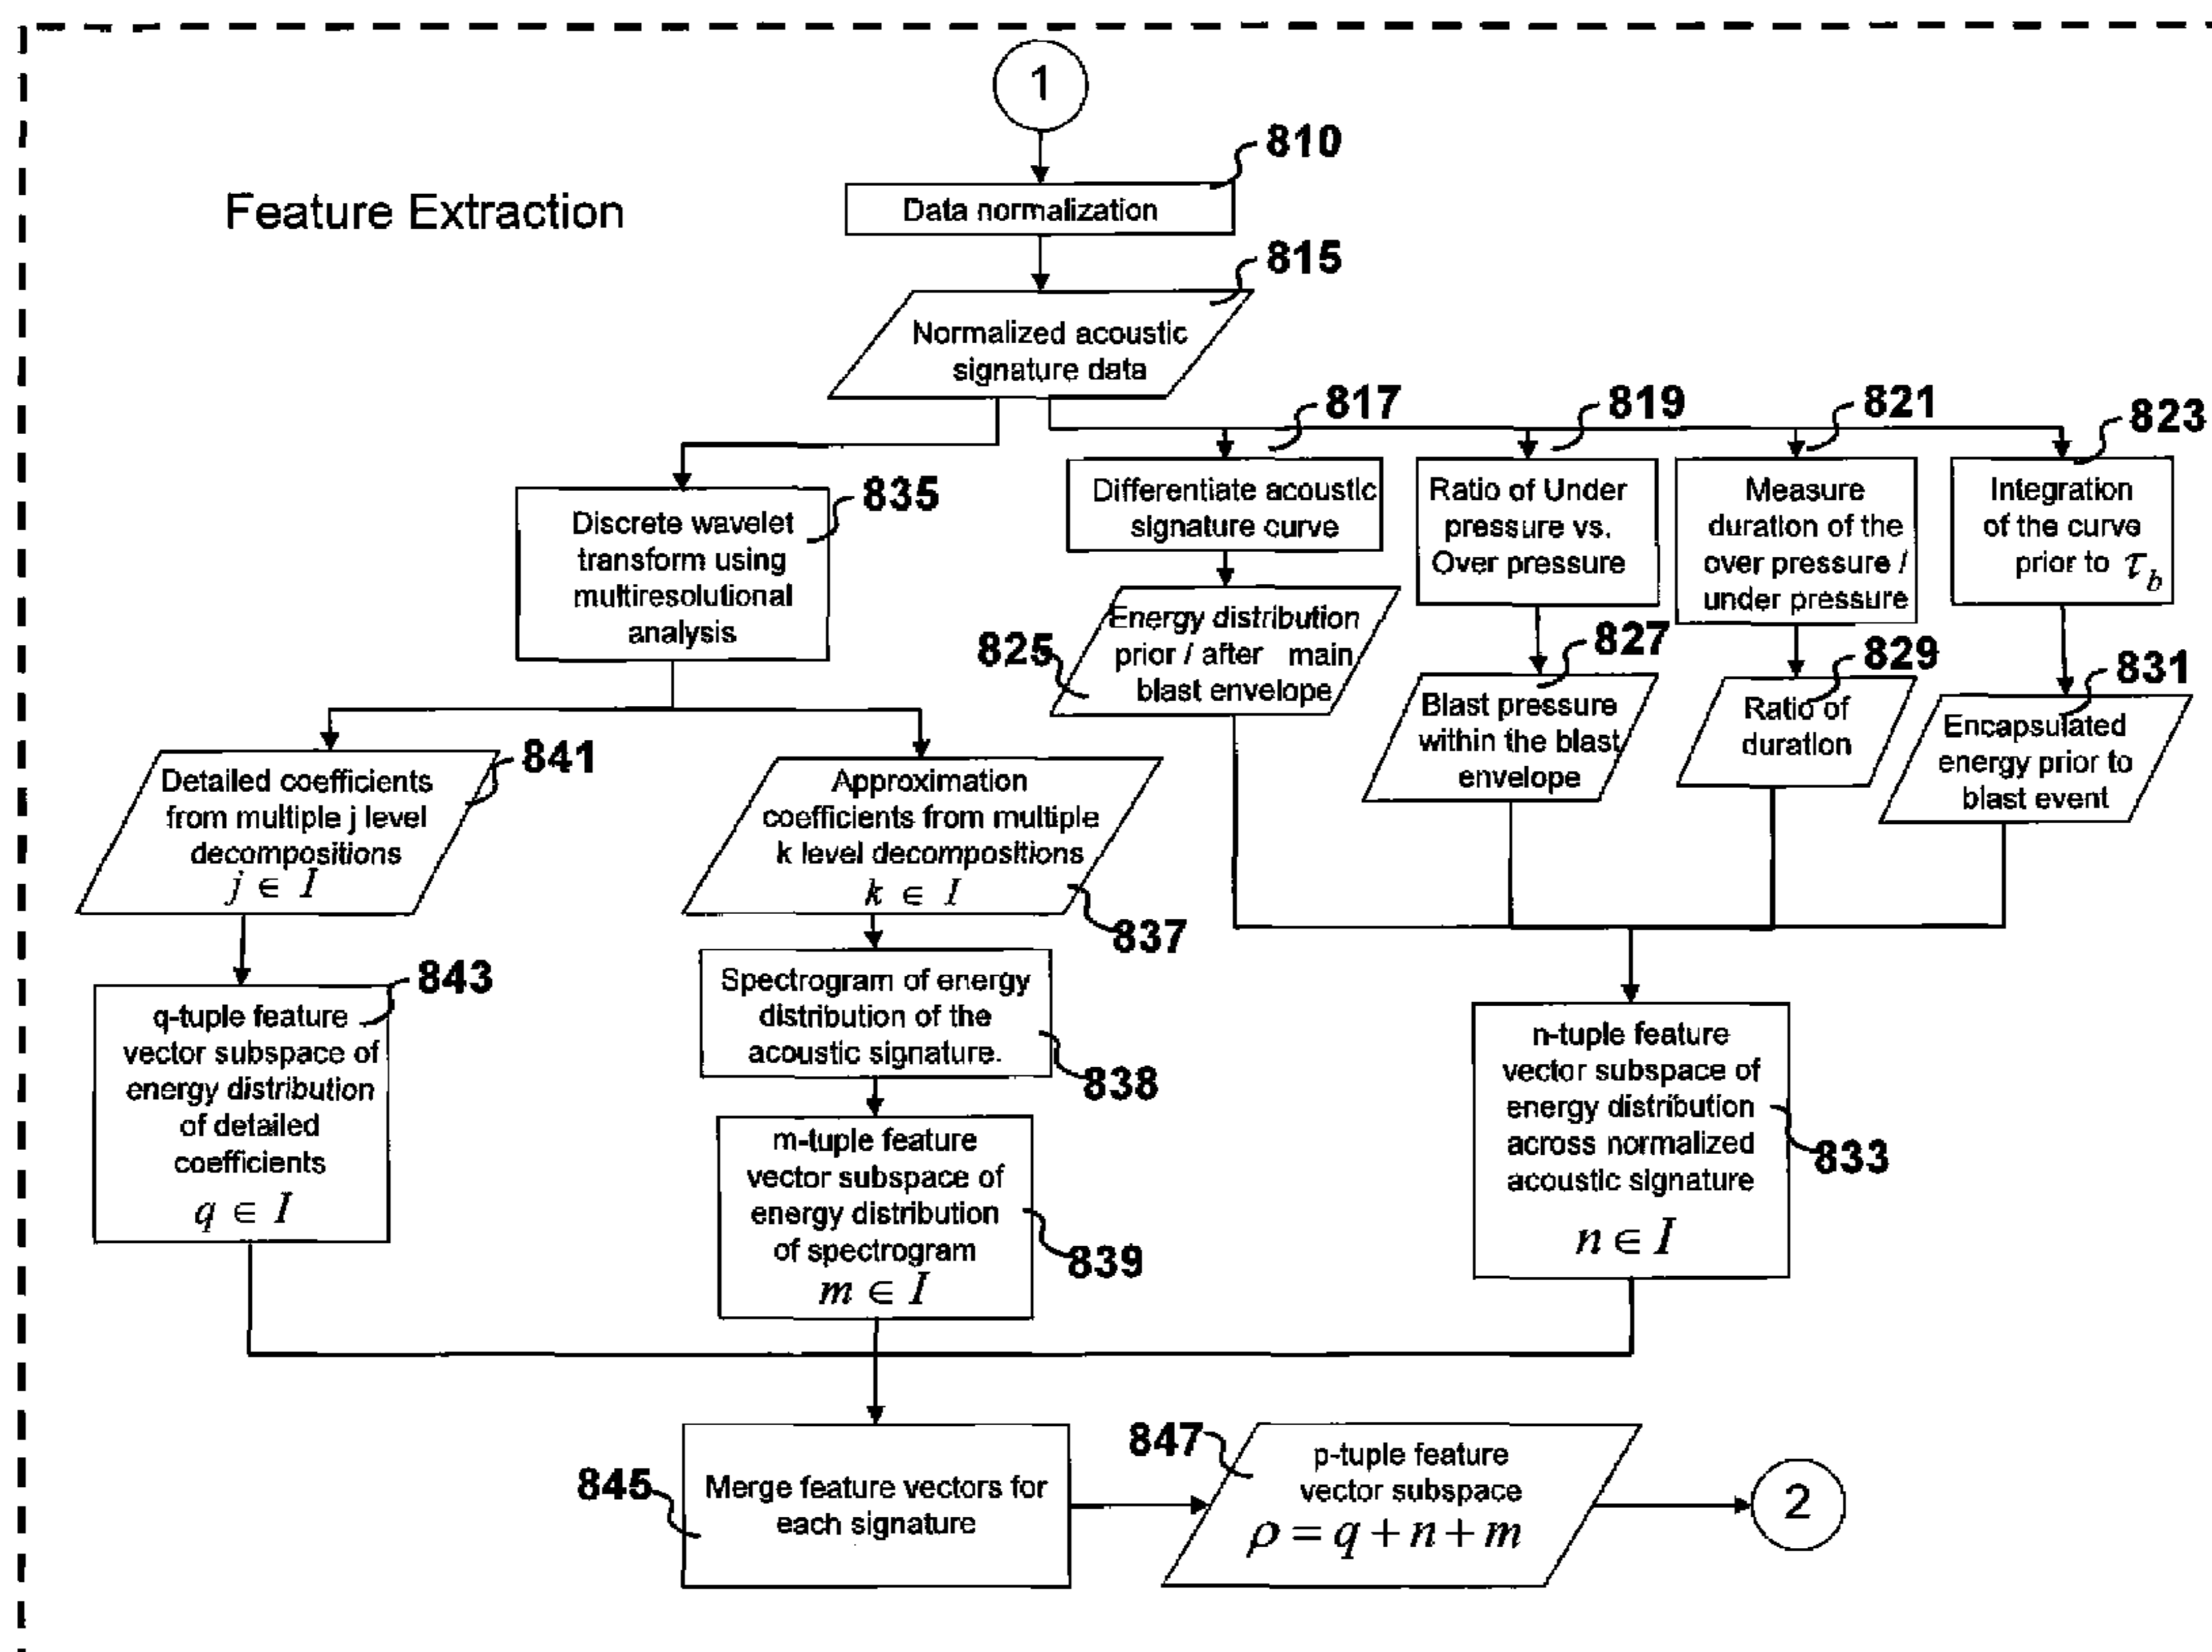 1
810
Feature Extraction
Data normalization
815
Normalized acoustic
signature data
817
819
821
823
835
Discrete wavelet
transform using
multiresolutional
analysis
Differentiate acoustic
signature curve
Ratio of Under
pressure vs.
Over pressure
Measure
duration of the
over pressure /
under pressure
Integration
of the curve
prior to τ_b
825
Energy distribution
prior / after main
blast envelope
827
Blast pressure
within the blast
envelope
829
Ratio of
duration
831
Encapsulated
energy prior to
blast event
841
Detailed coefficients
from multiple j level
decompositions
j ∈ I
Approximation
coefficients from multiple
k level decompositions
k ∈ I
837
843
q-tuple feature
vector subspace of
energy distribution
of detailed
coefficients
q ∈ I
Spectrogram of energy
distribution of the
acoustic signature.
838
m-tuple feature
vector subspace of
energy distribution
of spectrogram
m ∈ I
839
n-tuple feature
vector subspace of
energy distribution
across normalized
acoustic signature
n ∈ I
833
845
Merge feature vectors for
each signature
847
p-tuple feature
vector subspace
ρ = q + n + m
2